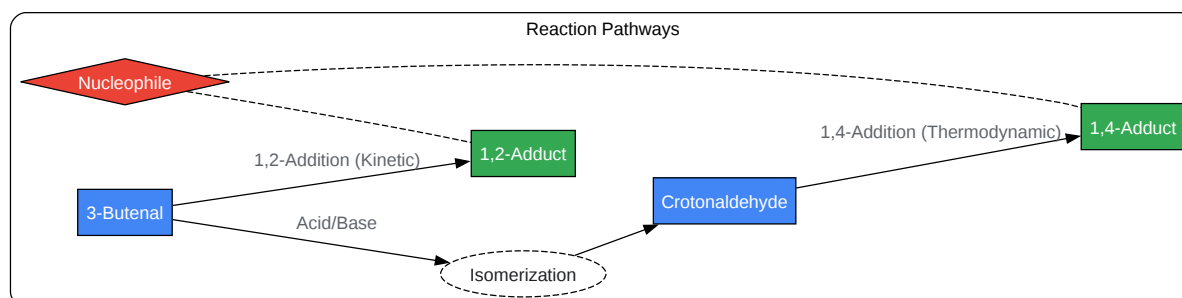 Reaction Pathways
Nucleophile
1,2-Adduct
1,4-Adduct
1,4-Addition (Thermodynamic)
1,2-Addition (Kinetic)
3-Butenal
Crotonaldehyde
Acid/Base
Isomerization